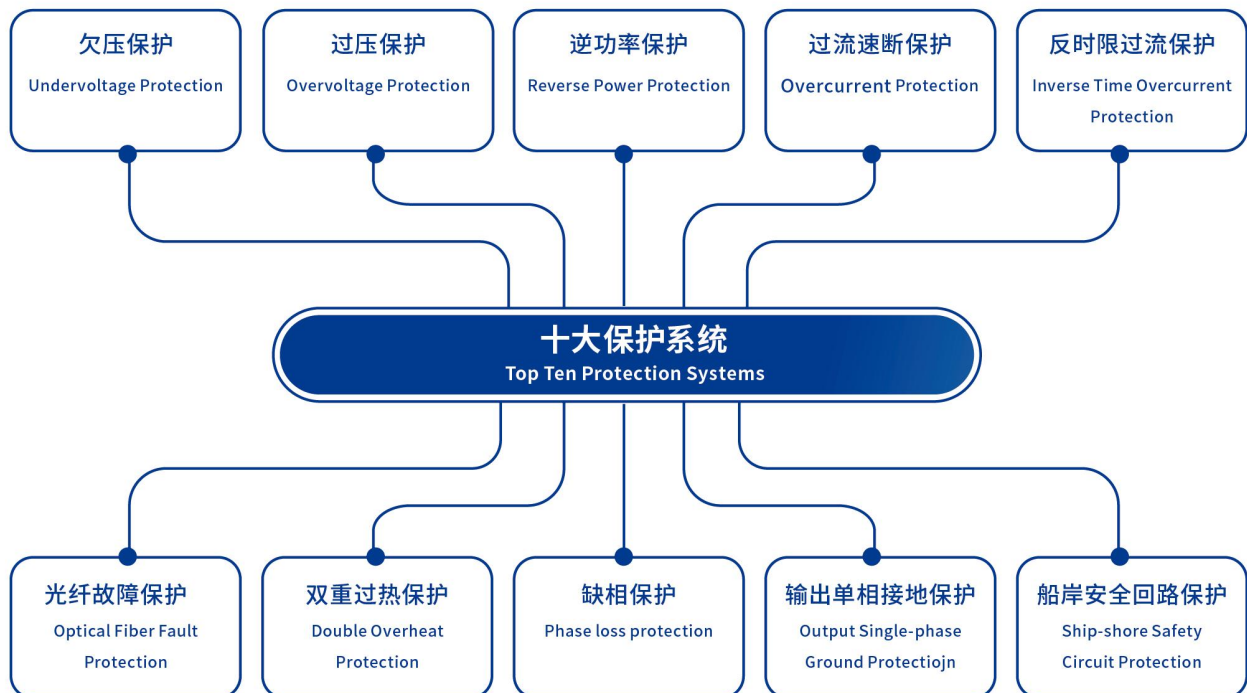 欠压保护
Undervoltage Protection
过压保护
Overvoltage Protection
逆功率保护
Reverse Power Protection
过流速断保护
Overcurrent Protection
反时限过流保护
Inverse Time Overcurrent
Protection
十大保护系统
Top Ten Protection Systems
光纤故障保护
Optical Fiber Fault
Protection
双重过热保护
Double Overheat
Protection
缺相保护
Phase loss protection
输出单相接地保护
Output Single-phase
Ground Protectiojn
船岸安全回路保护
Ship-shore Safety
Circuit Protection